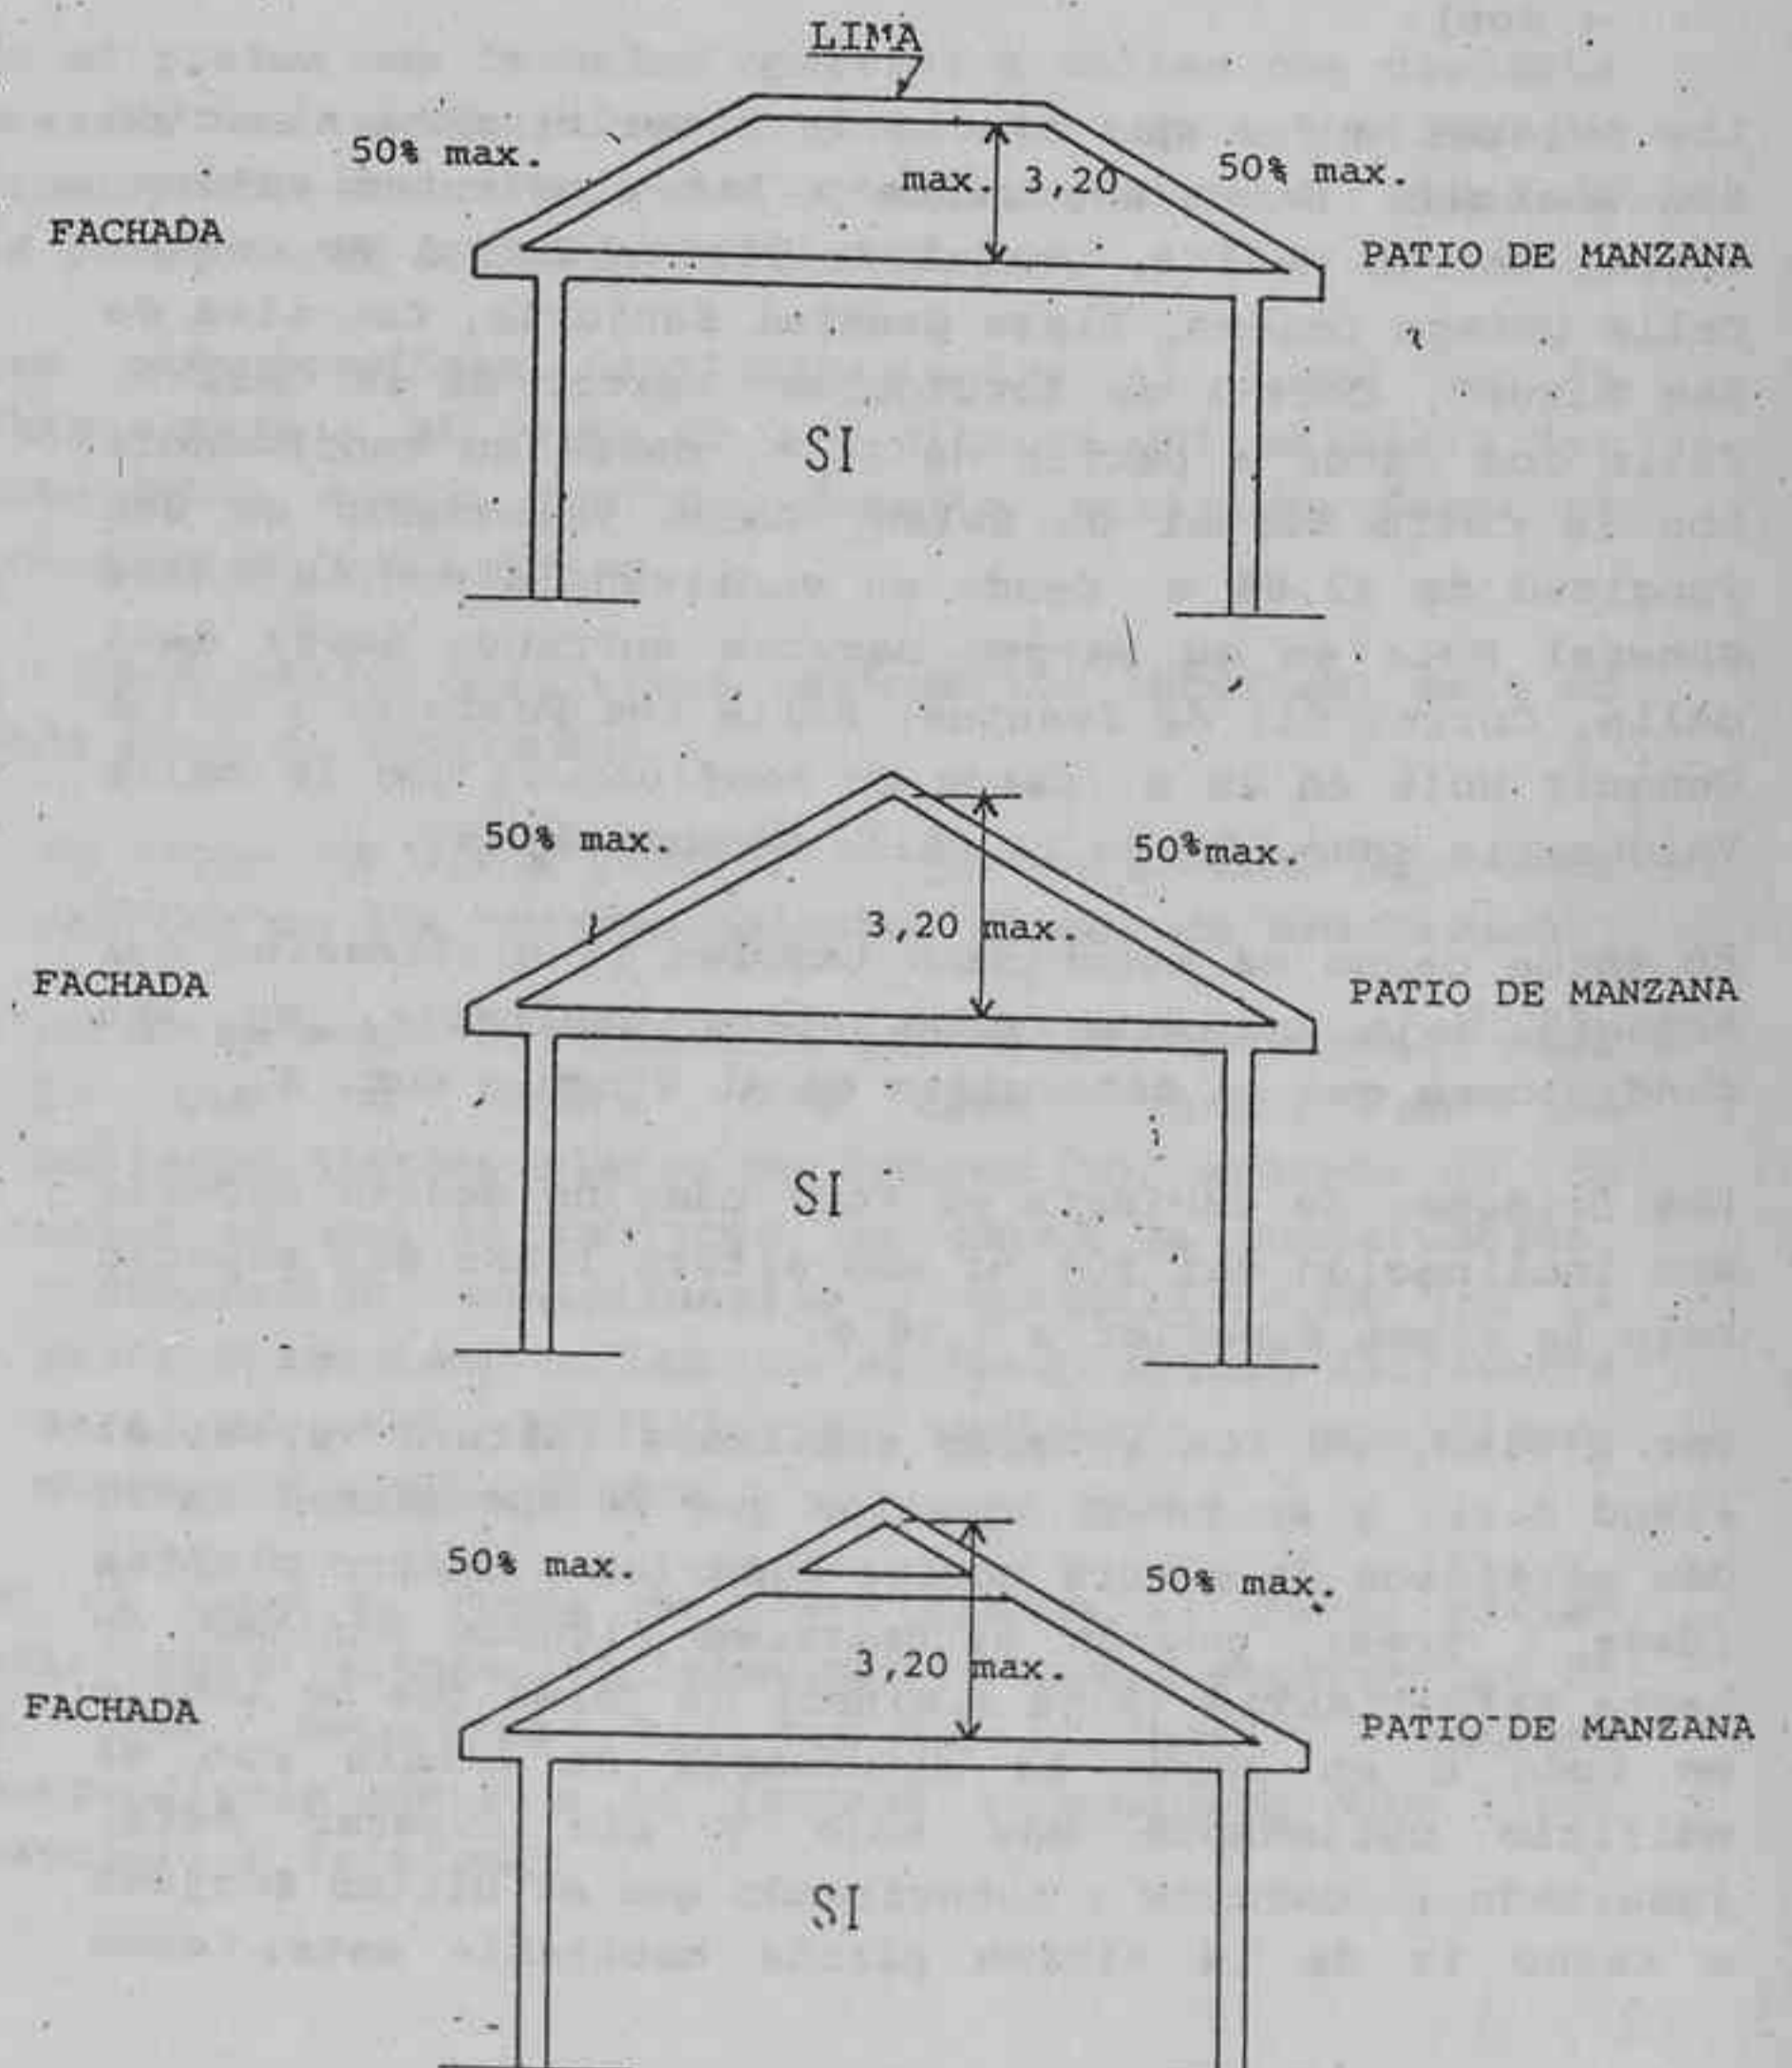 LIMA
50% max.
max. 3,20
50% max.
FACHADA
PATIO DE MANZANA
SI
50% max.
50%max.
3,20 max.
FACHADA
PATIO DE MANZANA
SI
50% max.
50% max.
3,20 max.
FACHADA
PATIO DE MANZANA
SI